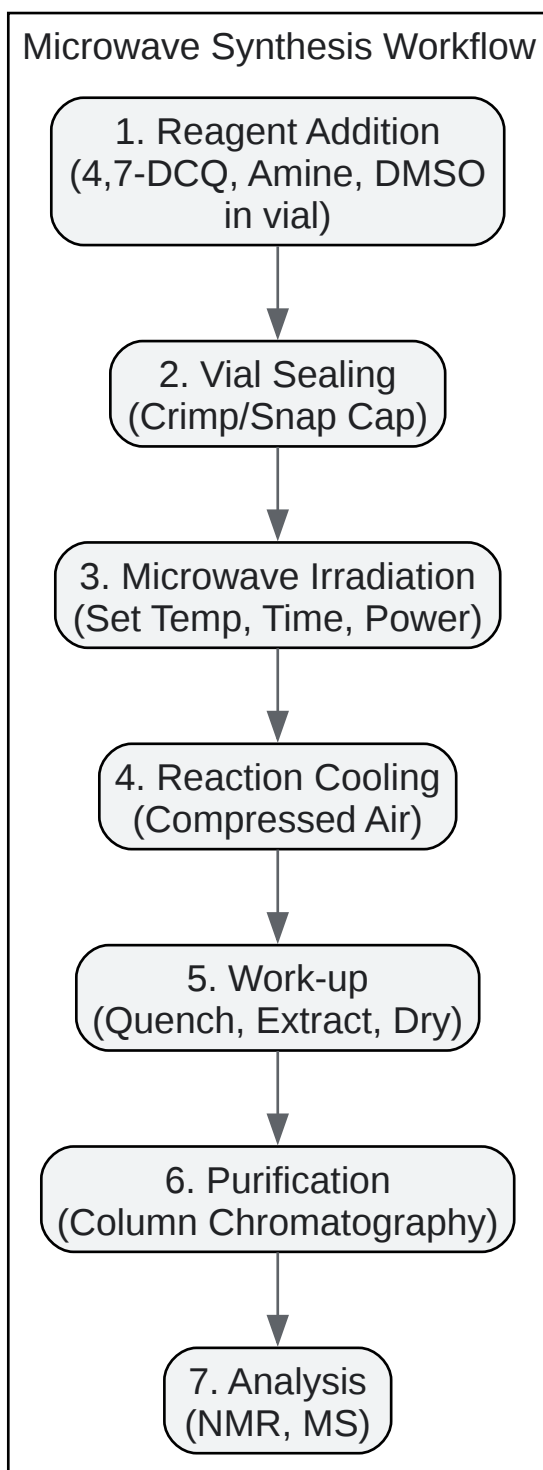 Microwave Synthesis Workflow
1. Reagent Addition
(4,7-DCQ, Amine, DMSO
in vial)
2. Vial Sealing
(Crimp/Snap Cap)
3. Microwave Irradiation
(Set Temp, Time, Power)
4. Reaction Cooling
(Compressed Air)
5. Work-up
(Quench, Extract, Dry)
6. Purification
(Column Chromatography)
7. Analysis
(NMR, MS)